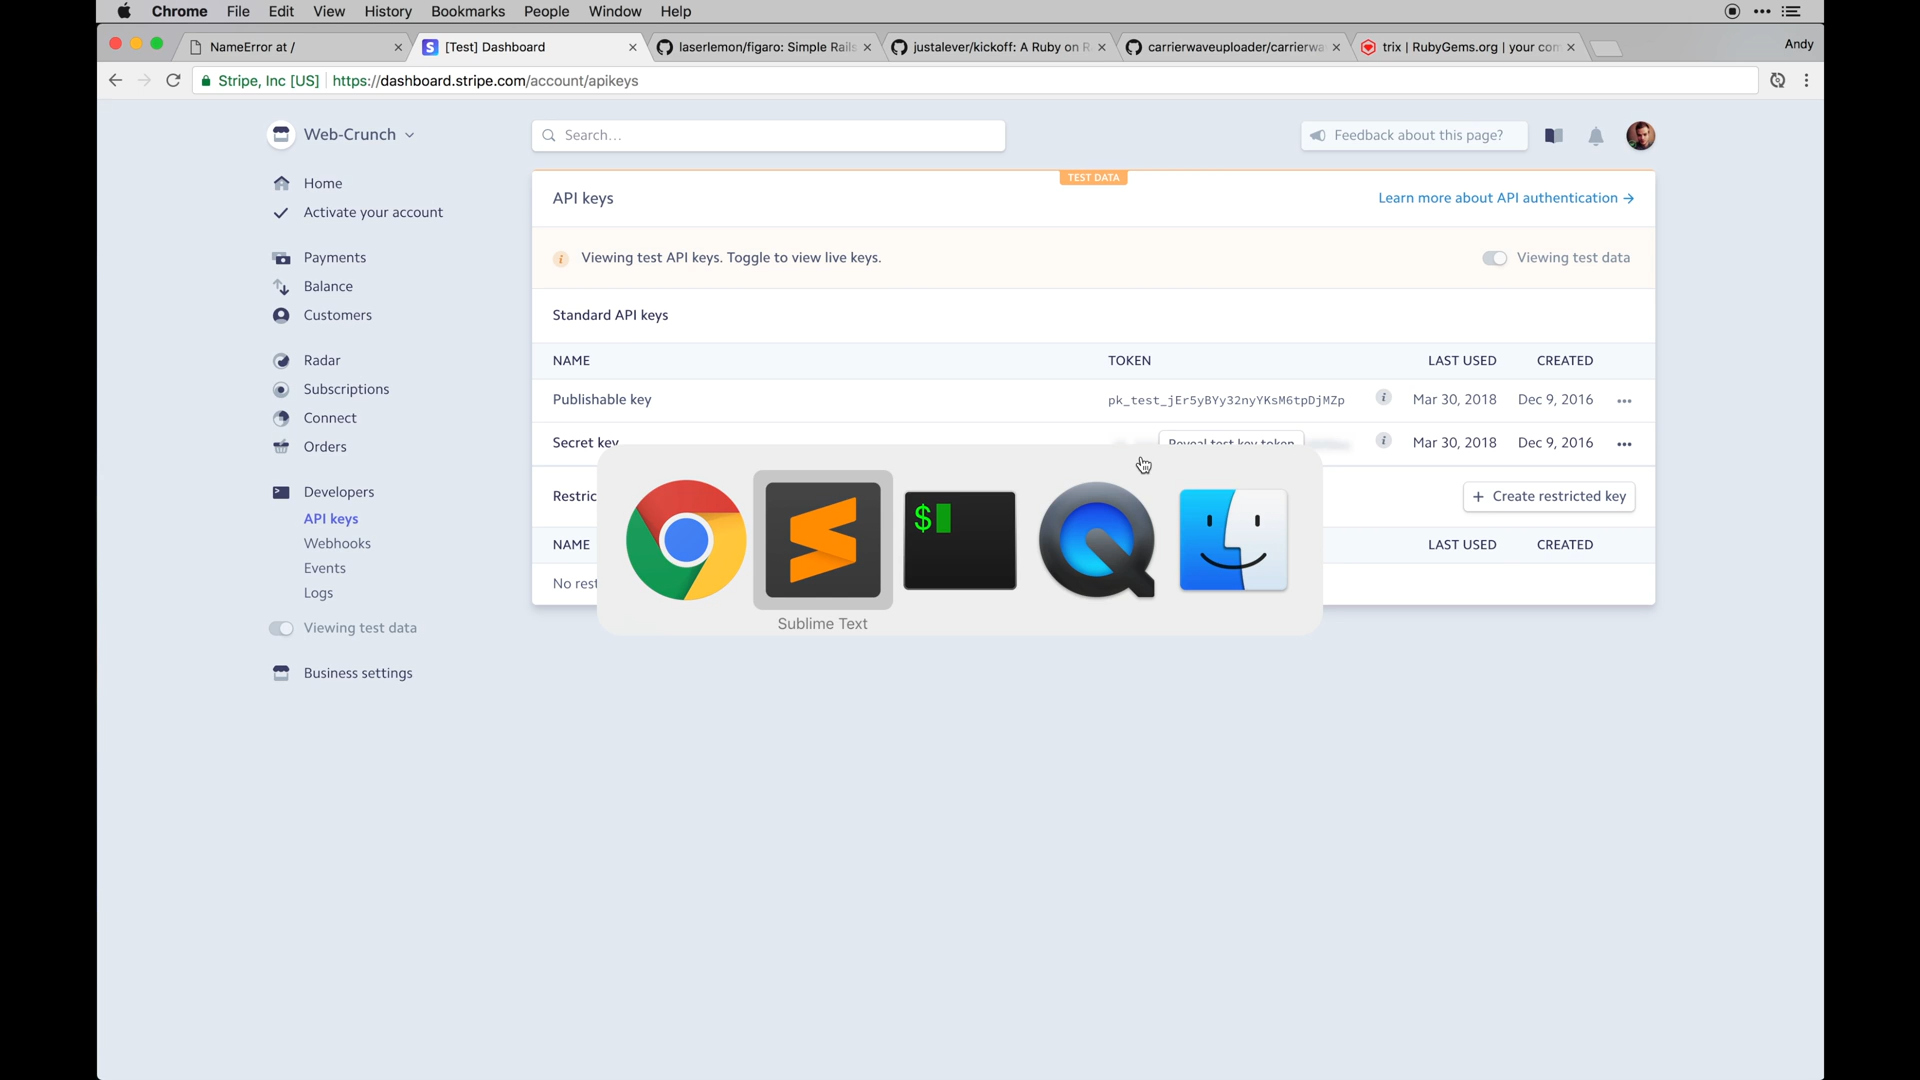 Chrome File Edit View History Bookmarks People Window Help
NameError at /
[Test] Dashboard
laserlemon/figaro: Simple Rails
justalever/kickoff: A Ruby on R
carrierwaveuploader/carrierwa
trix | RubyGems.org | your com
Andy
Stripe, Inc [US] https://dashboard.stripe.com/account/apikeys
Web-Crunch
Search...
Feedback about this page?
Home
Activate your account
Payments
Balance
Customers
Radar
Subscriptions
Connect
Orders
Developers
API keys
Webhooks
Events
Logs
Viewing test data
Business settings
TEST DATA
API keys
Learn more about API authentication →
Viewing test API keys. Toggle to view live keys.
Viewing test data
Standard API keys
NAME TOKEN LAST USED CREATED
Publishable key pk_test_jEr5yBYy32nyYKsM6tpDjMZp Mar 30, 2018 Dec 9, 2016
Secret key Reveal test key token Mar 30, 2018 Dec 9, 2016
Restric
+ Create restricted key
NAME LAST USED CREATED
No rest
$
Sublime Text